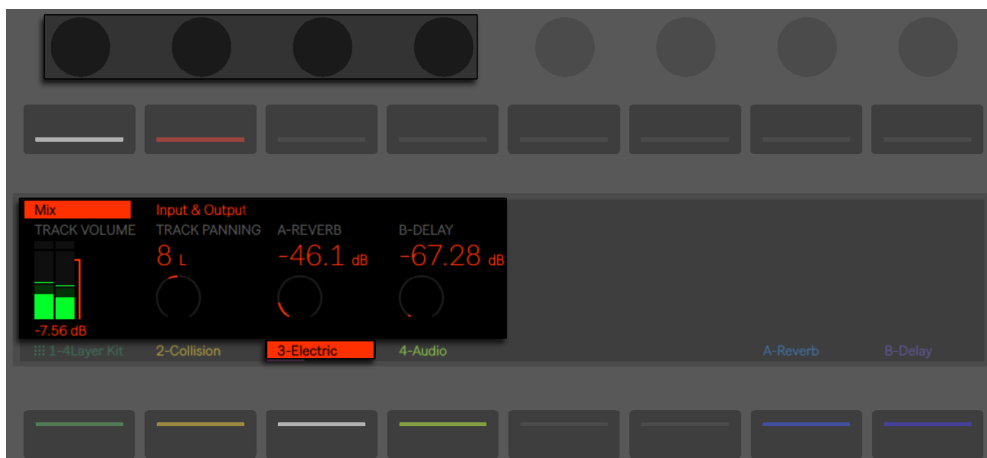 Mix Input & Output
TRACK VOLUME TRACK PANNING A-REVERB B-DELAY
8 L -46.1 dB -67.28 dB
-7.56 dB
1-4Layer Kit 2-Collision 3-Electric 4-Audio A-Reverb B-Delay